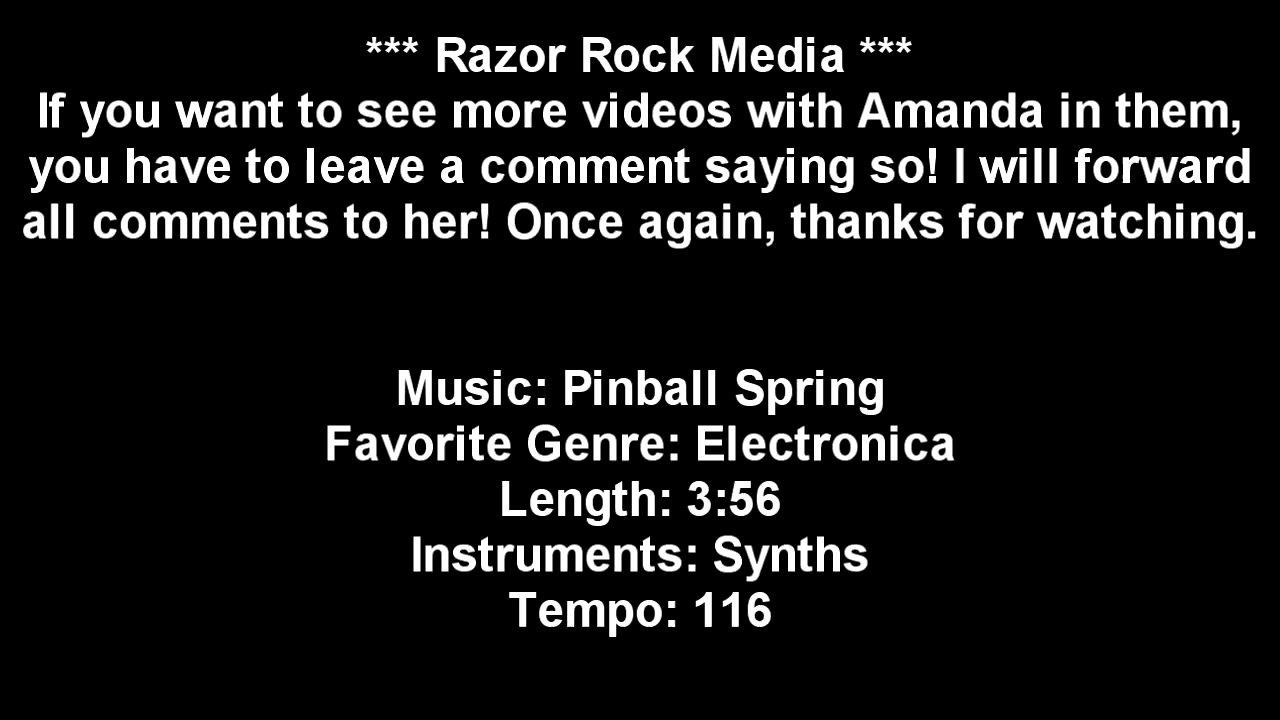 *** Razor Rock Media ***
If you want to see more videos with Amanda in them,
you have to leave a comment saying so! I will forward
all comments to her! Once again, thanks for watching.
Music: Pinball Spring
Favorite Genre: Electronica
Length: 3:56
Instruments: Synths
Tempo: 116